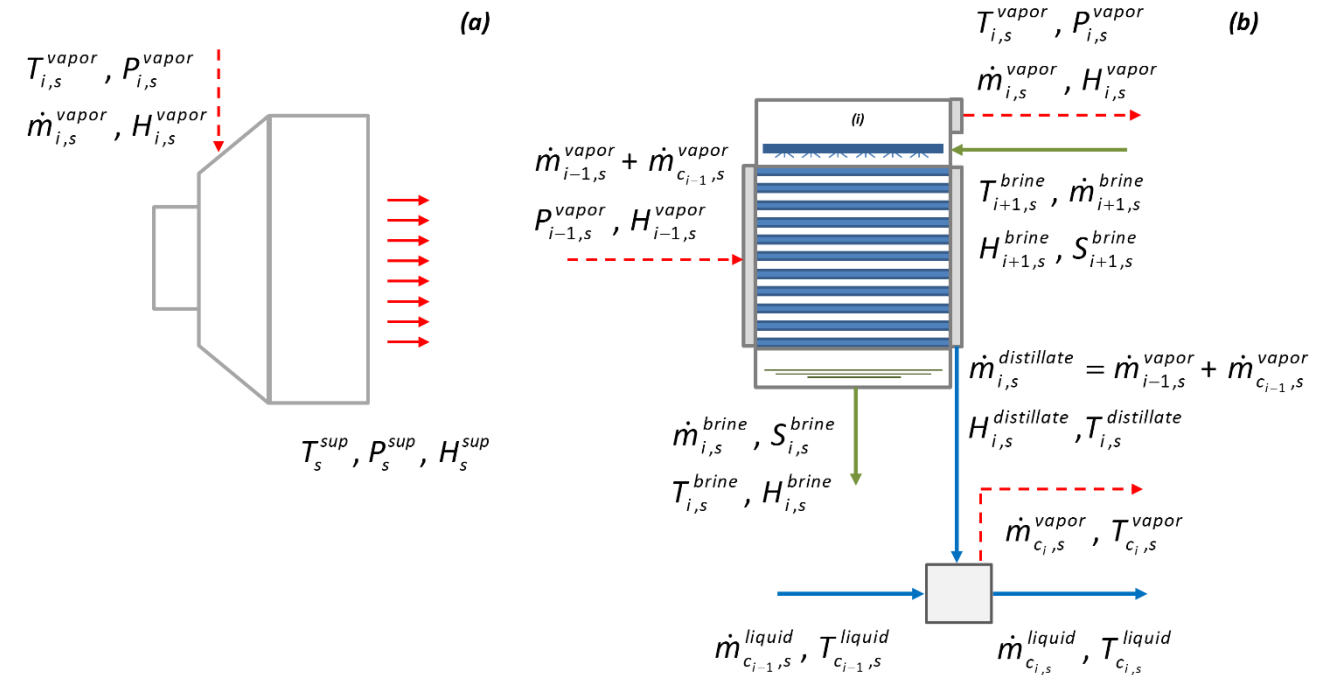 (a)
T_{i,s}^{vapor} , P_{i,s}^{vapor}
ṁ_{i,s}^{vapor} , H_{i,s}^{vapor}
T_s^{sup} , P_s^{sup} , H_s^{sup}
(b)
T_{i,s}^{vapor} , P_{i,s}^{vapor}
ṁ_{i,s}^{vapor} , H_{i,s}^{vapor}
(i)
ṁ_{i−1,s}^{vapor} + ṁ_{c_{i−1},s}^{vapor}
P_{i−1,s}^{vapor} , H_{i−1,s}^{vapor}
T_{i+1,s}^{brine} , ṁ_{i+1,s}^{brine}
H_{i+1,s}^{brine} , S_{i+1,s}^{brine}
ṁ_{i,s}^{distillate} = ṁ_{i−1,s}^{vapor} + ṁ_{c_{i−1},s}^{vapor}
H_{i,s}^{distillate} , T_{i,s}^{distillate}
ṁ_{i,s}^{brine} , S_{i,s}^{brine}
T_{i,s}^{brine} , H_{i,s}^{brine}
ṁ_{c_i,s}^{vapor} , T_{c_i,s}^{vapor}
ṁ_{c_{i−1},s}^{liquid} , T_{c_{i−1},s}^{liquid}
ṁ_{c_{i,s}}^{liquid} , T_{c_{i,s}}^{liquid}